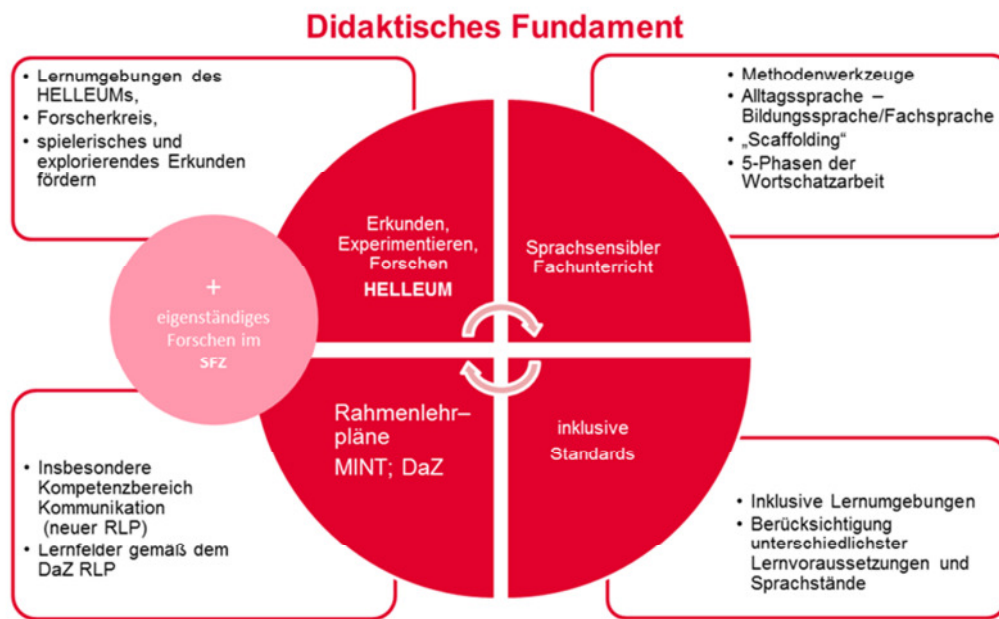 Didaktisches Fundament
• Lernumgebungen des
HELLEUMs,
• Forscherkreis,
• spielerisches und
explorierendes Erkunden
fördern
• Methodenwerkzeuge
• Alltagssprache –
Bildungssprache/Fachsprache
• „Scaffolding“
• 5-Phasen der
Wortschatzarbeit
Erkunden,
Experimentieren,
Forschen
HELLEUM
Sprachsensibler
Fachunterricht
+
eigenständiges
Forschen im
SFZ
Rahmenlehr–
pläne
MINT; DaZ
inklusive
Standards
• Insbesondere
Kompetenzbereich
Kommunikation
(neuer RLP)
• Lernfelder gemäß dem
DaZ RLP
• Inklusive Lernumgebungen
• Berücksichtigung
unterschiedlichster
Lernvoraussetzungen und
Sprachstände